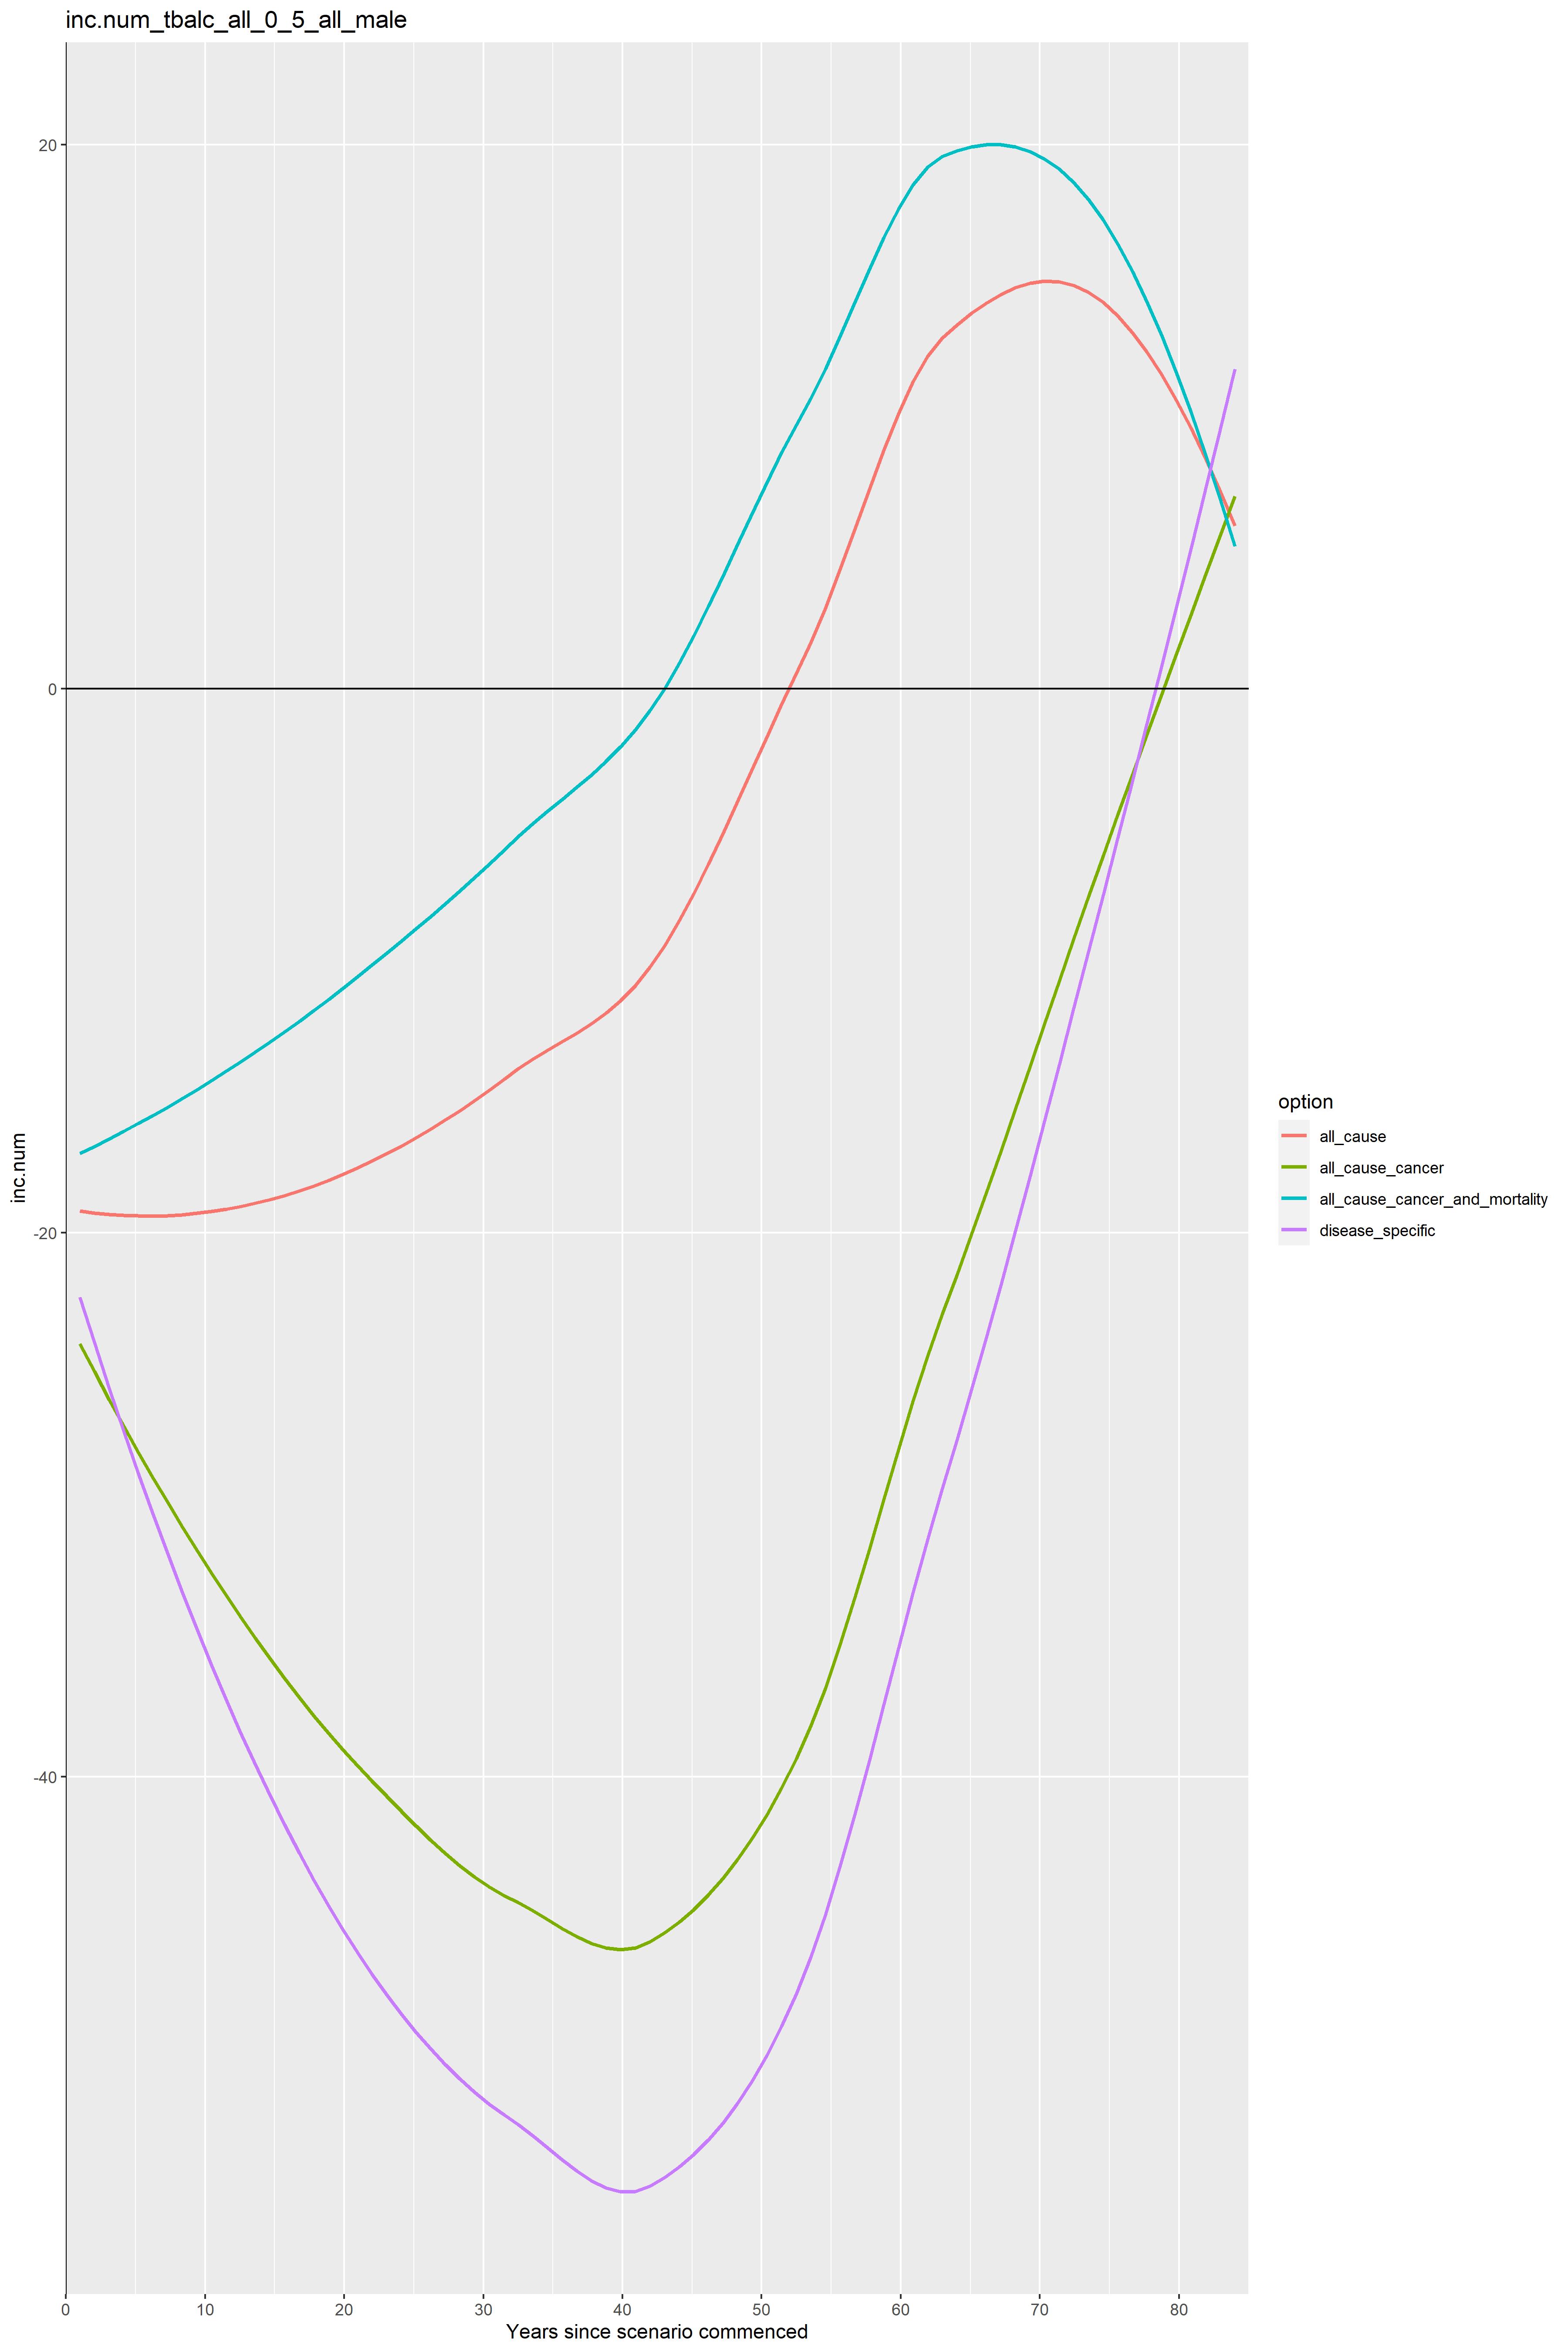 inc.num_tbalc_all_0_5_all_male
20
0
-20
-40
inc.num
0 10 20 30 40 50 60 70 80
Years since scenario commenced
option
all_cause
all_cause_cancer
all_cause_cancer_and_mortality
disease_specific